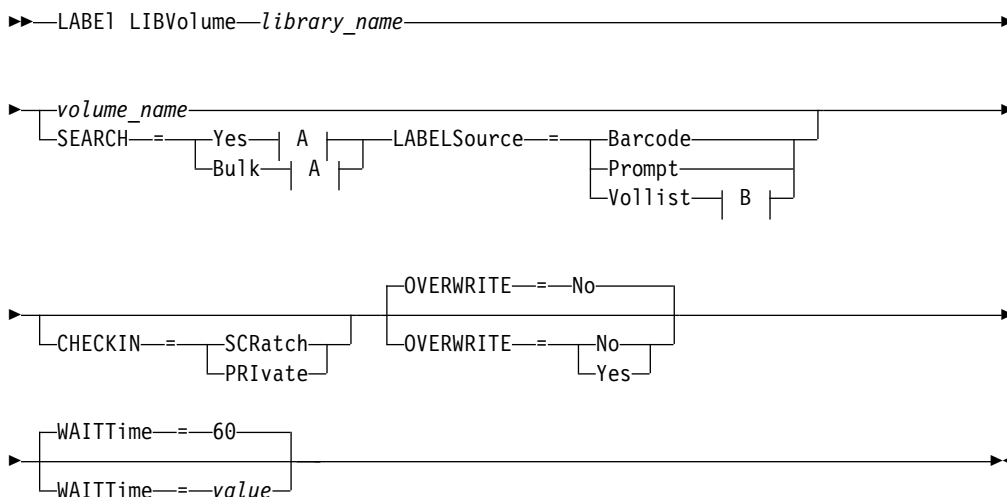 LABEl LIBVolume library_name
volume_name
SEARCH = Yes A LABELSource = Barcode
Bulk A Prompt
Vollist B
OVERWRITE = No
CHECKIN = SCRatch OVERWRITE = No
PRIvate Yes
WAITTime = 60
WAITTime = value